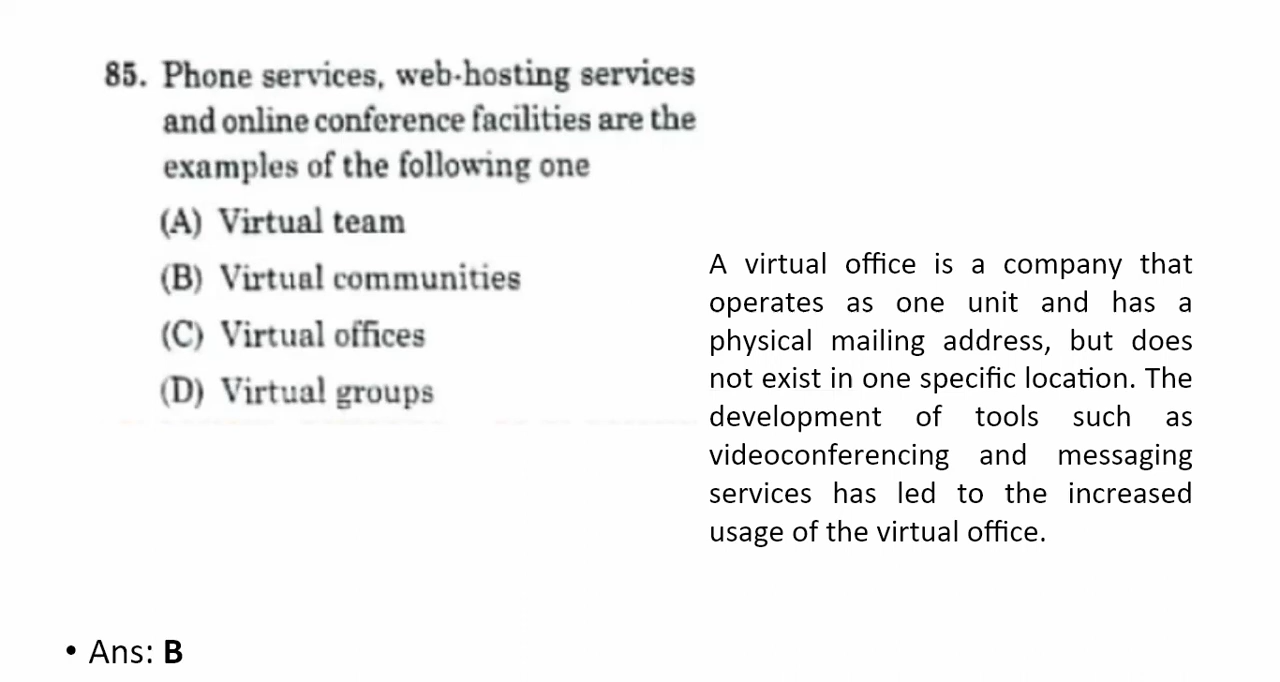 85. Phone services, web-hosting services
and online conference facilities are the
examples of the following one
(A) Virtual team
(B) Virtual communities
(C) Virtual offices
(D) Virtual groups
A virtual office is a company that
operates as one unit and has a
physical mailing address, but does
not exist in one specific location. The
development of tools such as
videoconferencing and messaging
services has led to the increased
usage of the virtual office.
• Ans: B